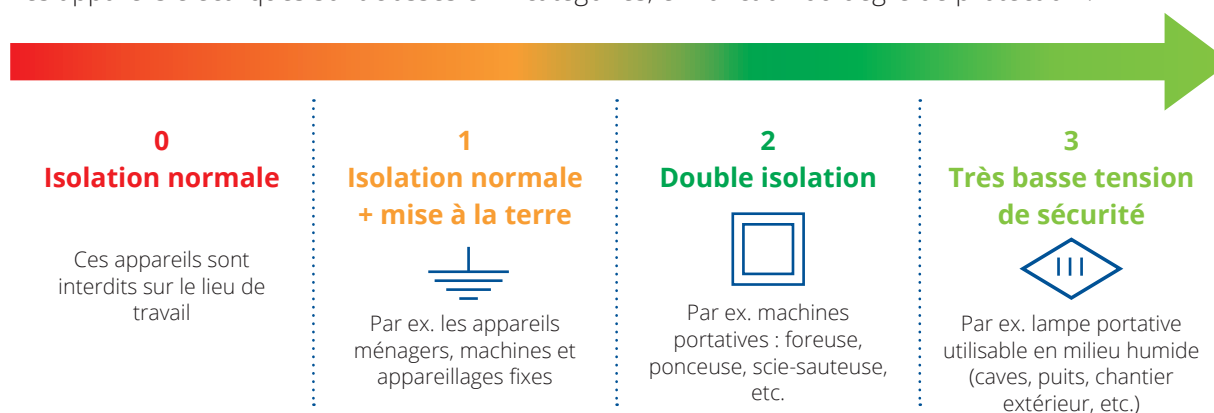 0
Isolation normale
Ces appareils sont
interdits sur le lieu de
travail
1
Isolation normale
+ mise à la terre
Par ex. les appareils
ménagers, machines et
appareillages fixes
2
Double isolation
Par ex. machines
portatives : foreuse,
ponceuse, scie-sauteuse,
etc.
3
Très basse tension
de sécurité
III
Par ex. lampe portative
utilisable en milieu humide
(caves, puits, chantier
extérieur, etc.)